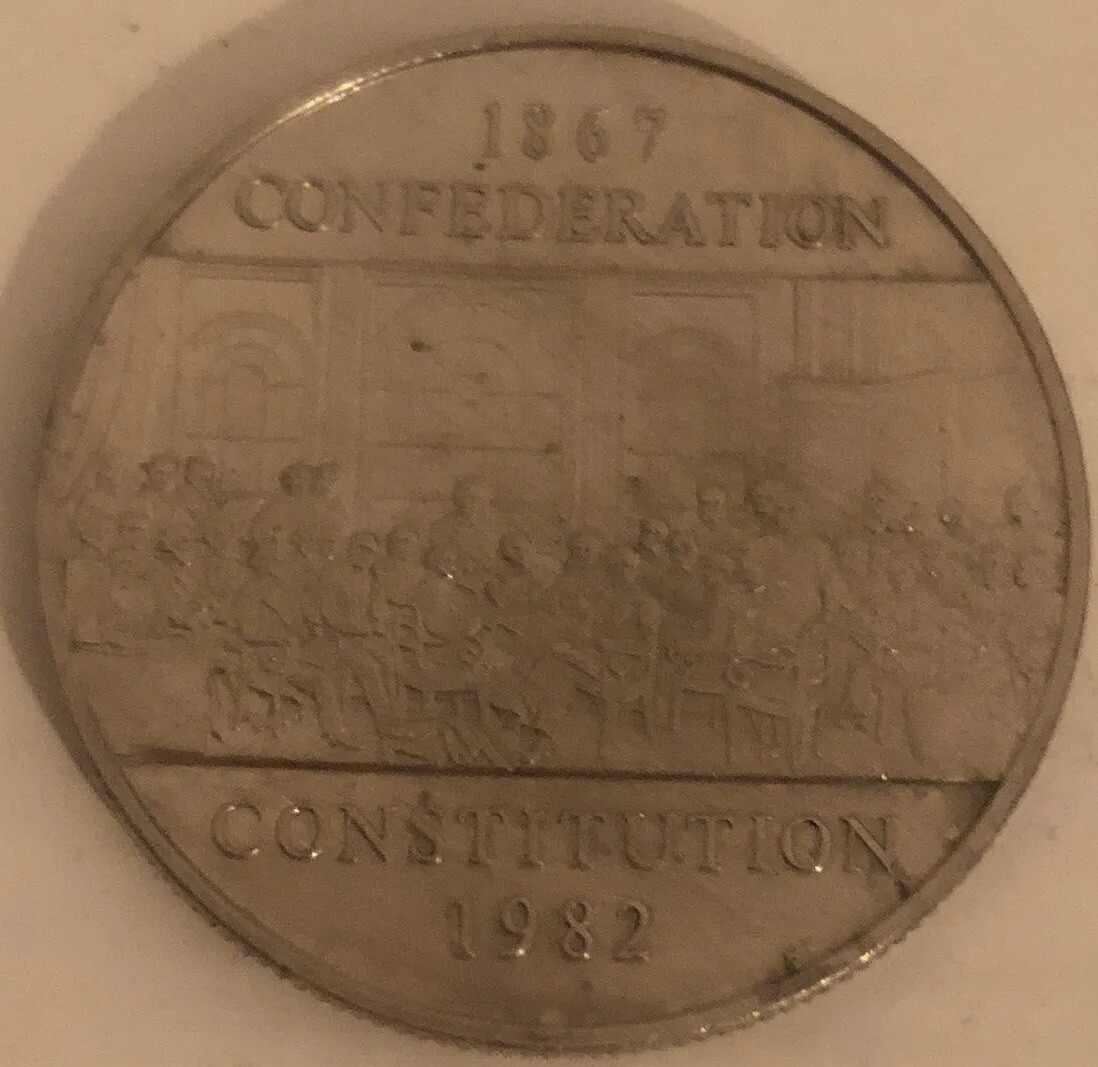 1867
CONFEDERATION
CONSTITUTION
1982